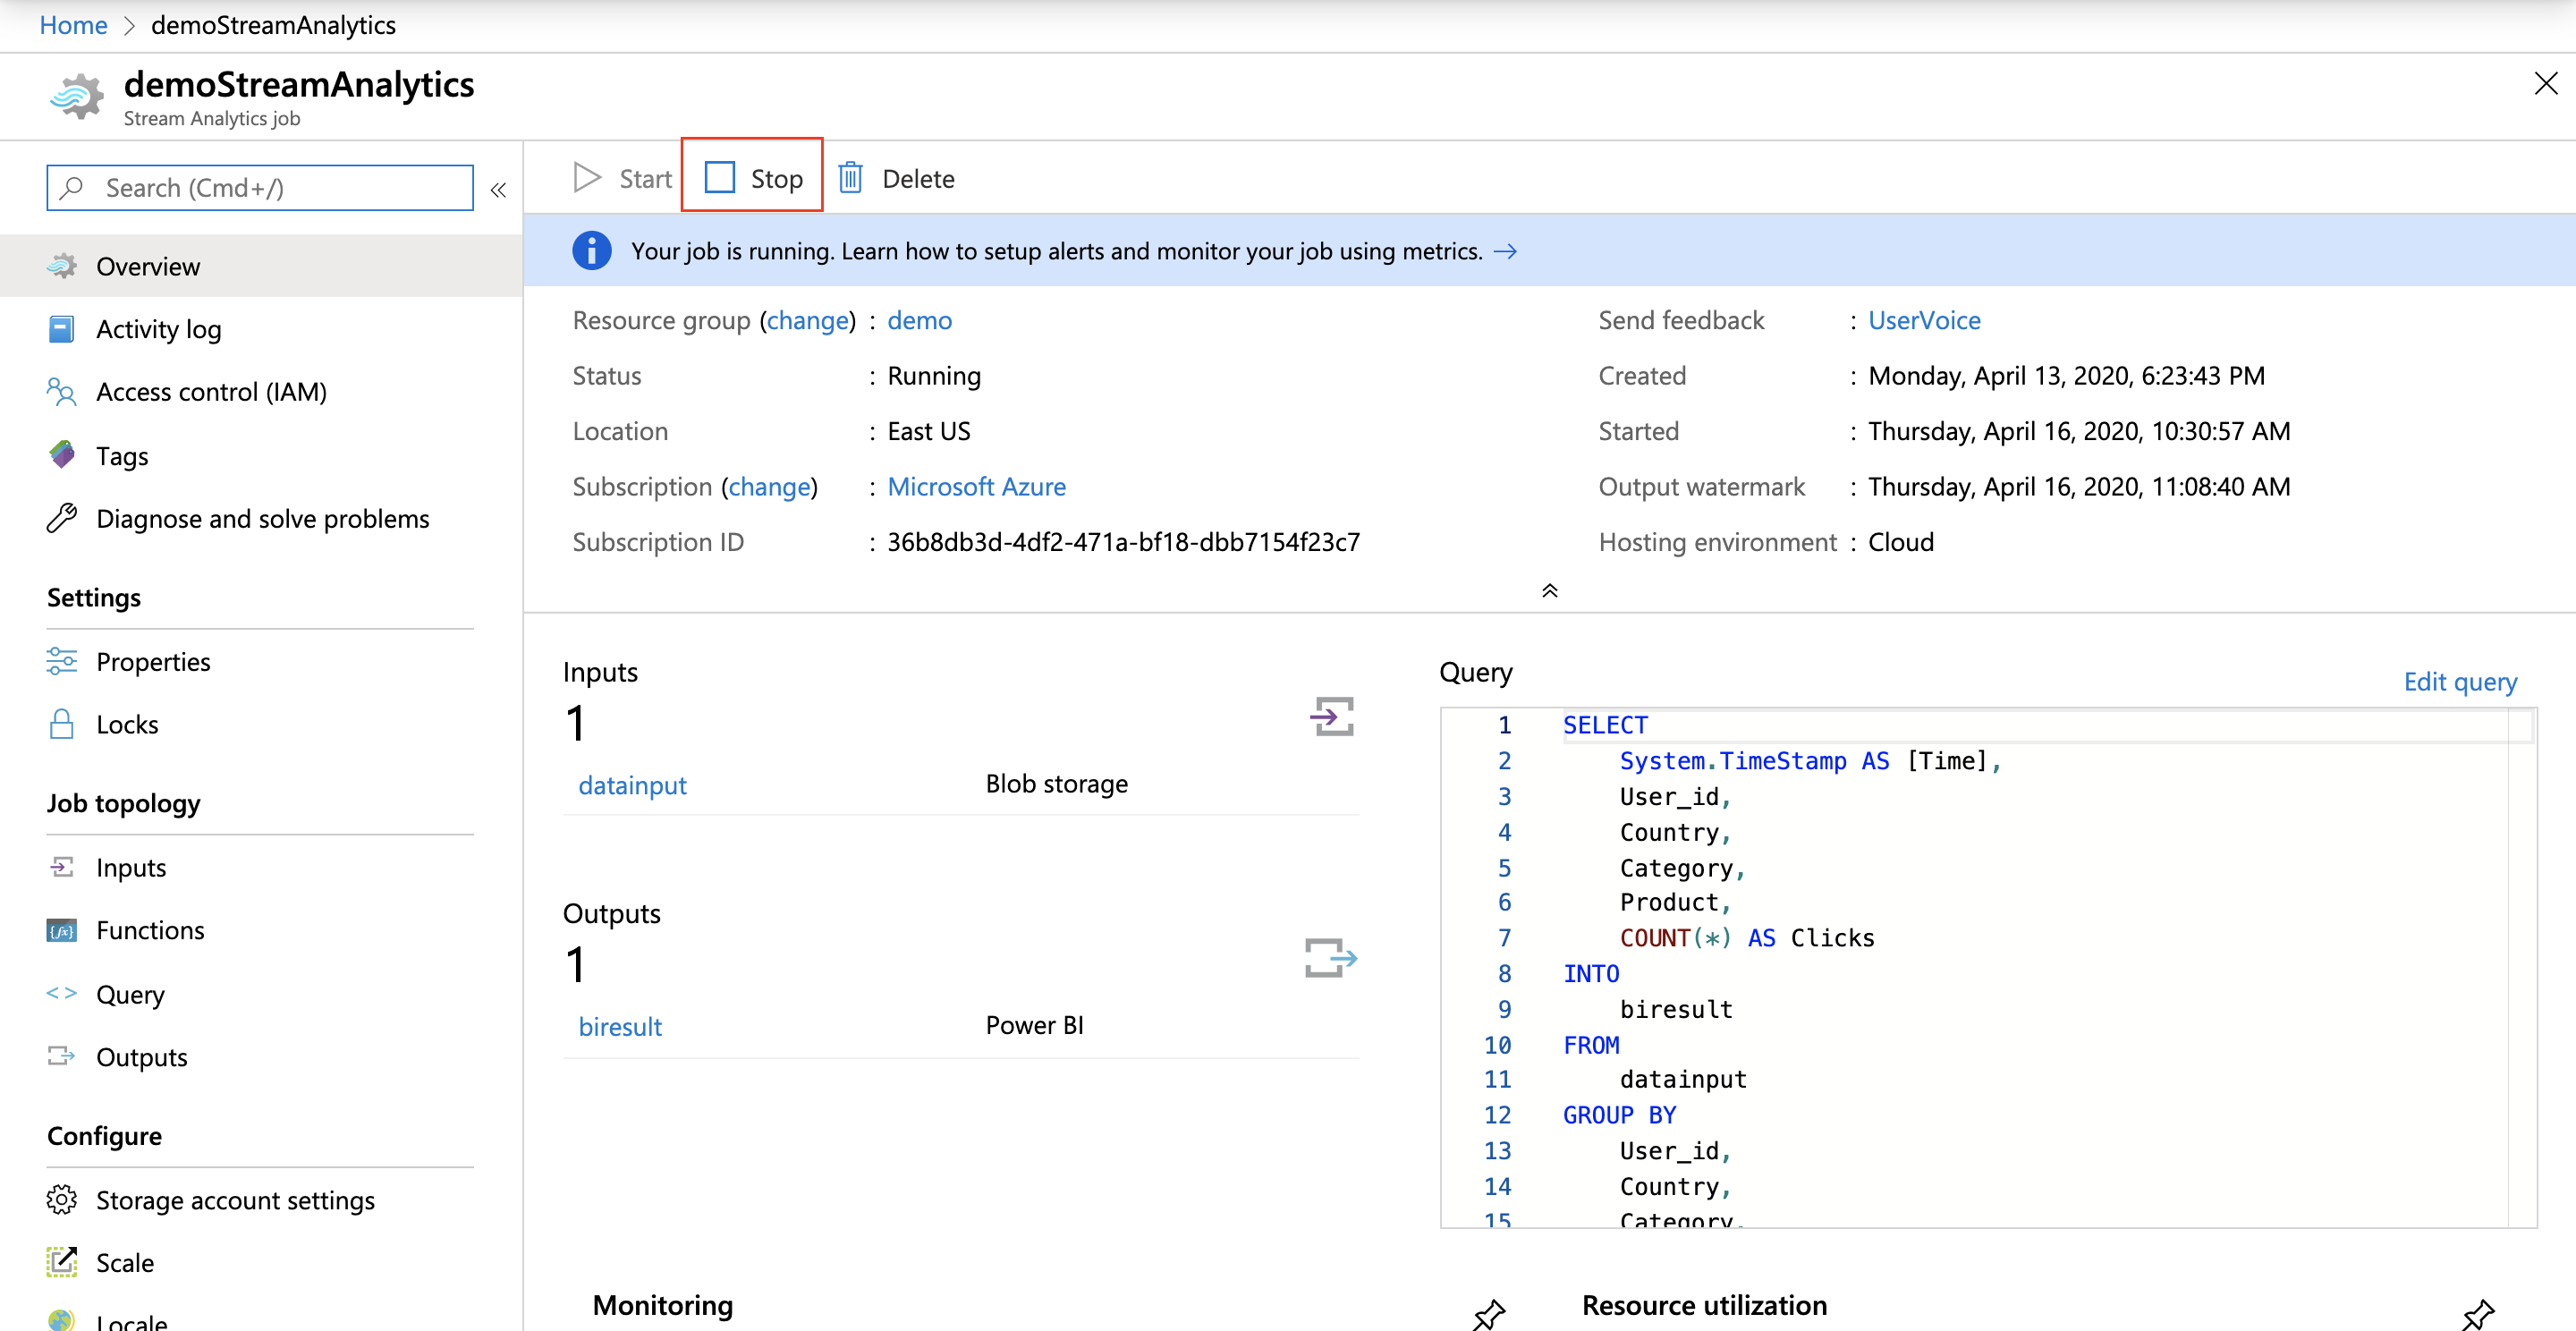 Home > demoStreamAnalytics
demoStreamAnalytics
Stream Analytics job
Search (Cmd+/)
«
Overview
Activity log
Access control (IAM)
Tags
Diagnose and solve problems
Settings
Properties
Locks
Job topology
Inputs
Functions
Query
Outputs
Configure
Storage account settings
Scale
Locale
Start Stop Delete
Your job is running. Learn how to setup alerts and monitor your job using metrics. →
Resource group (change) : demo
Status : Running
Location : East US
Subscription (change) : Microsoft Azure
Subscription ID : 36b8db3d-4df2-471a-bf18-dbb7154f23c7
Send feedback : UserVoice
Created : Monday, April 13, 2020, 6:23:43 PM
Started : Thursday, April 16, 2020, 10:30:57 AM
Output watermark : Thursday, April 16, 2020, 11:08:40 AM
Hosting environment : Cloud
Inputs
1
datainput Blob storage
Outputs
1
biresult Power BI
Query
Edit query
1 SELECT
2 System.TimeStamp AS [Time],
3 User_id,
4 Country,
5 Category,
6 Product,
7 COUNT(*) AS Clicks
8 INTO
9 biresult
10 FROM
11 datainput
12 GROUP BY
13 User_id,
14 Country,
15 Category,
Monitoring
Resource utilization